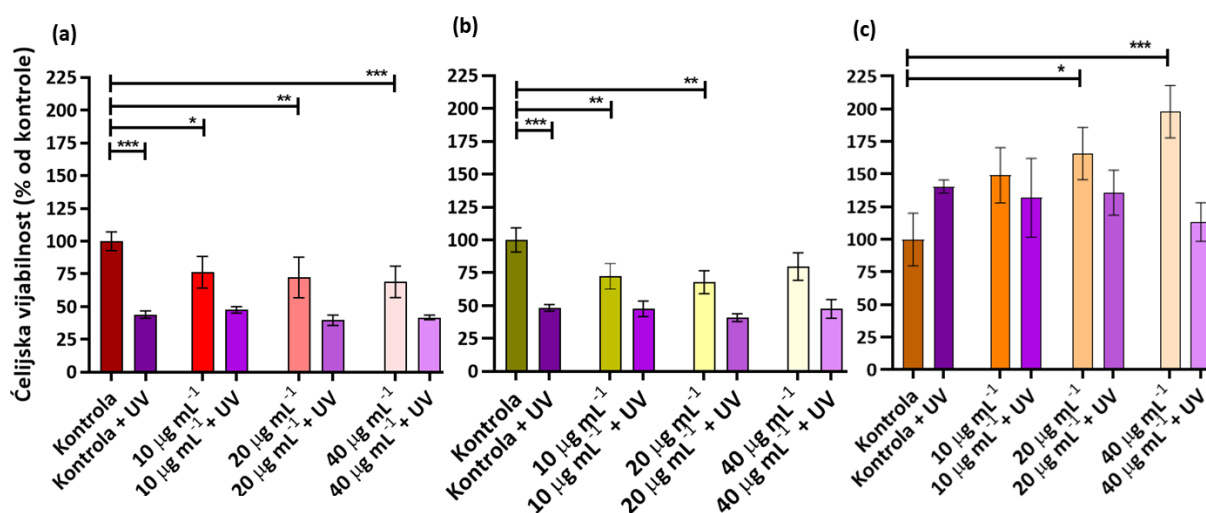 (a)
Ćelijska vijabilnost (% od kontrole)
225
200
175
150
125
100
75
50
25
0
***
**
*
***
Kontrola
Kontrola + UV
10 µg mL⁻¹
10 µg mL⁻¹ + UV
20 µg mL⁻¹
20 µg mL⁻¹ + UV
40 µg mL⁻¹
40 µg mL⁻¹ + UV
(b)
225
200
175
150
125
100
75
50
25
0
**
**
***
Kontrola
Kontrola + UV
10 µg mL⁻¹
10 µg mL⁻¹ + UV
20 µg mL⁻¹
20 µg mL⁻¹ + UV
40 µg mL⁻¹
40 µg mL⁻¹ + UV
(c)
225
200
175
150
125
100
75
50
25
0
***
*
Kontrola
Kontrola + UV
10 µg mL⁻¹
10 µg mL⁻¹ + UV
20 µg mL⁻¹
20 µg mL⁻¹ + UV
40 µg mL⁻¹
40 µg mL⁻¹ + UV